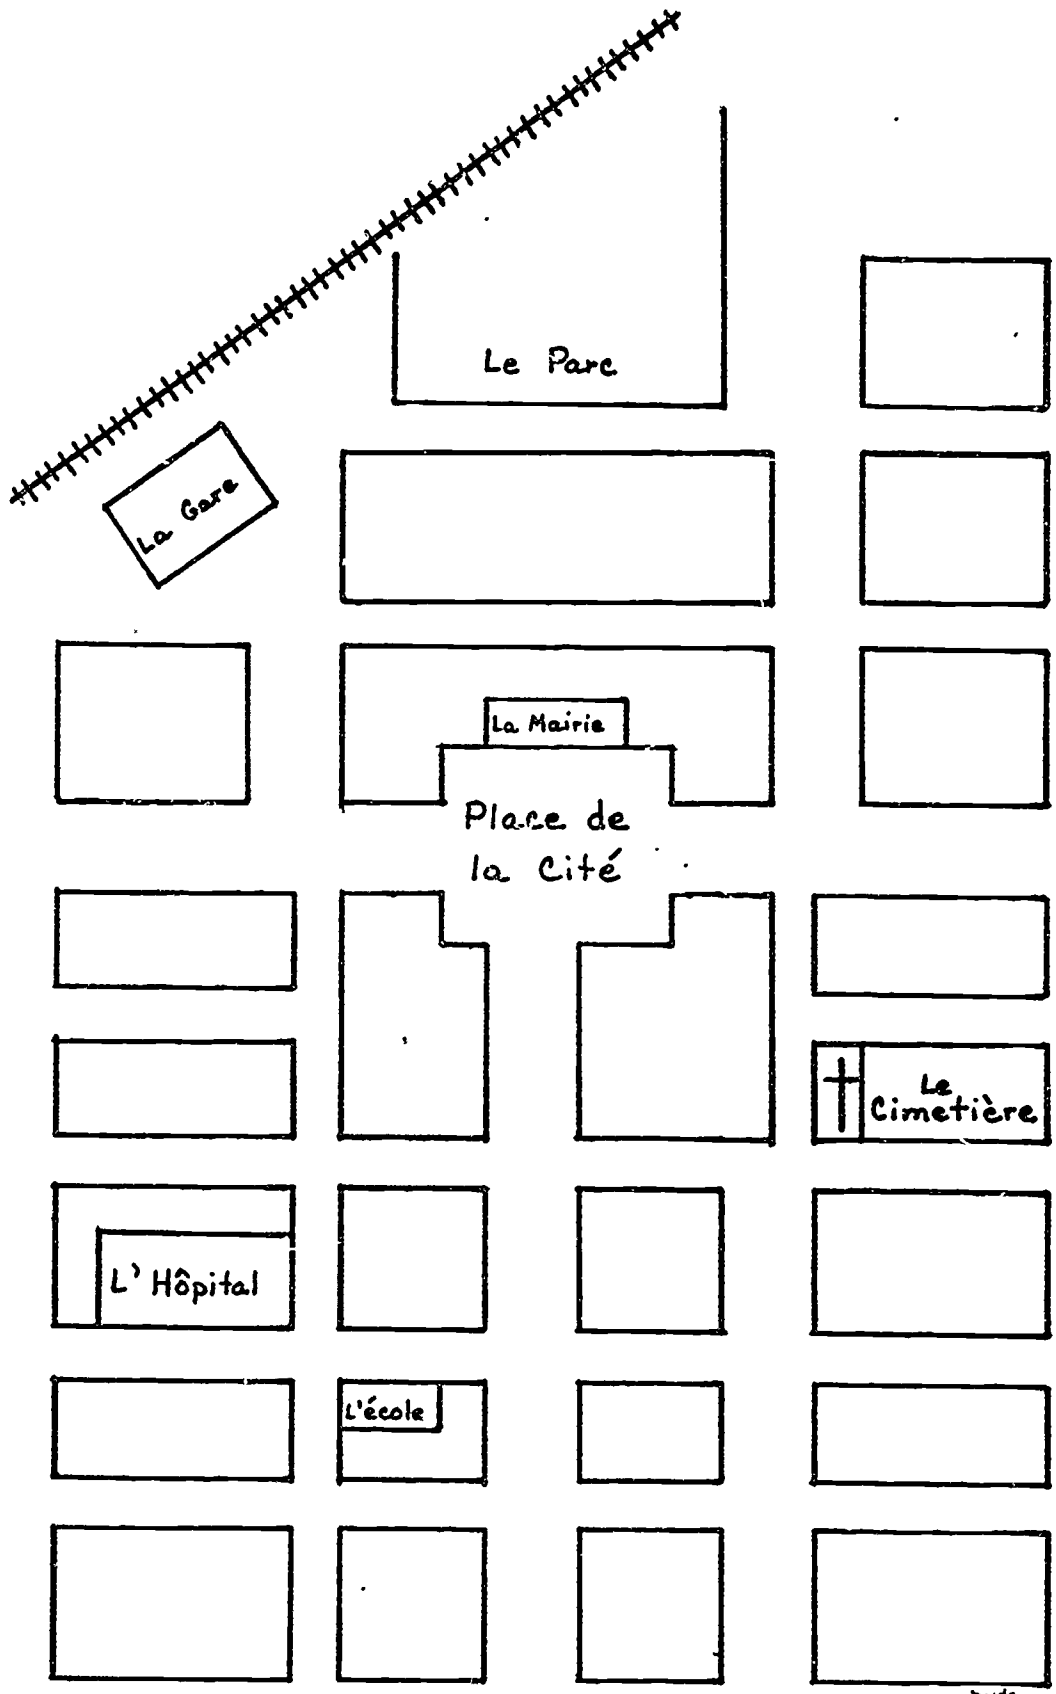 Le Parc
La Gare
La Mairie
Place de
la Cité
Le
Cimetière
L'Hôpital
L'école